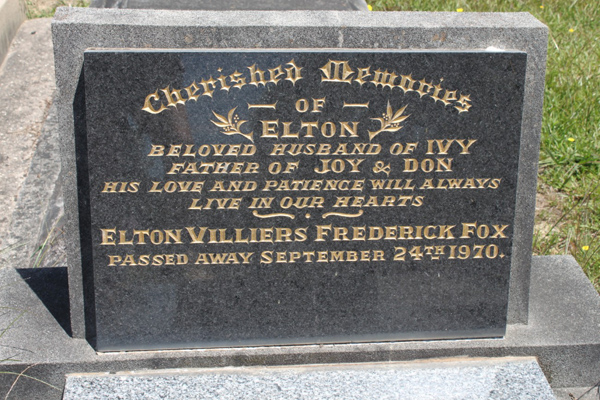 Cherished Memories
— OF —
ELTON
BELOVED HUSBAND OF IVY
FATHER OF JOY & DON
HIS LOVE AND PATIENCE WILL ALWAYS
LIVE IN OUR HEARTS
ELTON VILLIERS FREDERICK FOX
PASSED AWAY SEPTEMBER 24TH 1970.